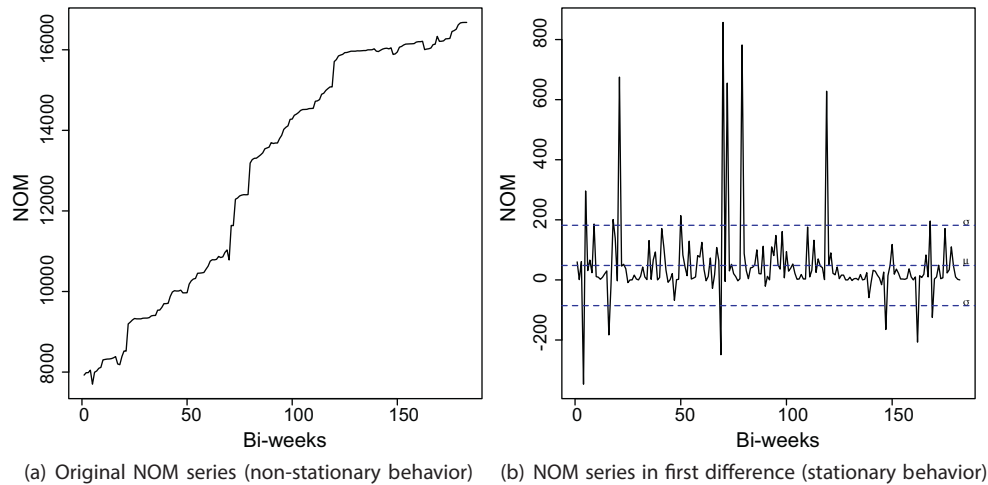 NOM
16000
14000
12000
10000
8000
0 50 100 150
Bi-weeks
NOM
800
600
400
200
0
-200
σ
μ
σ
0 50 100 150
Bi-weeks
(a) Original NOM series (non-stationary behavior)
(b) NOM series in first difference (stationary behavior)